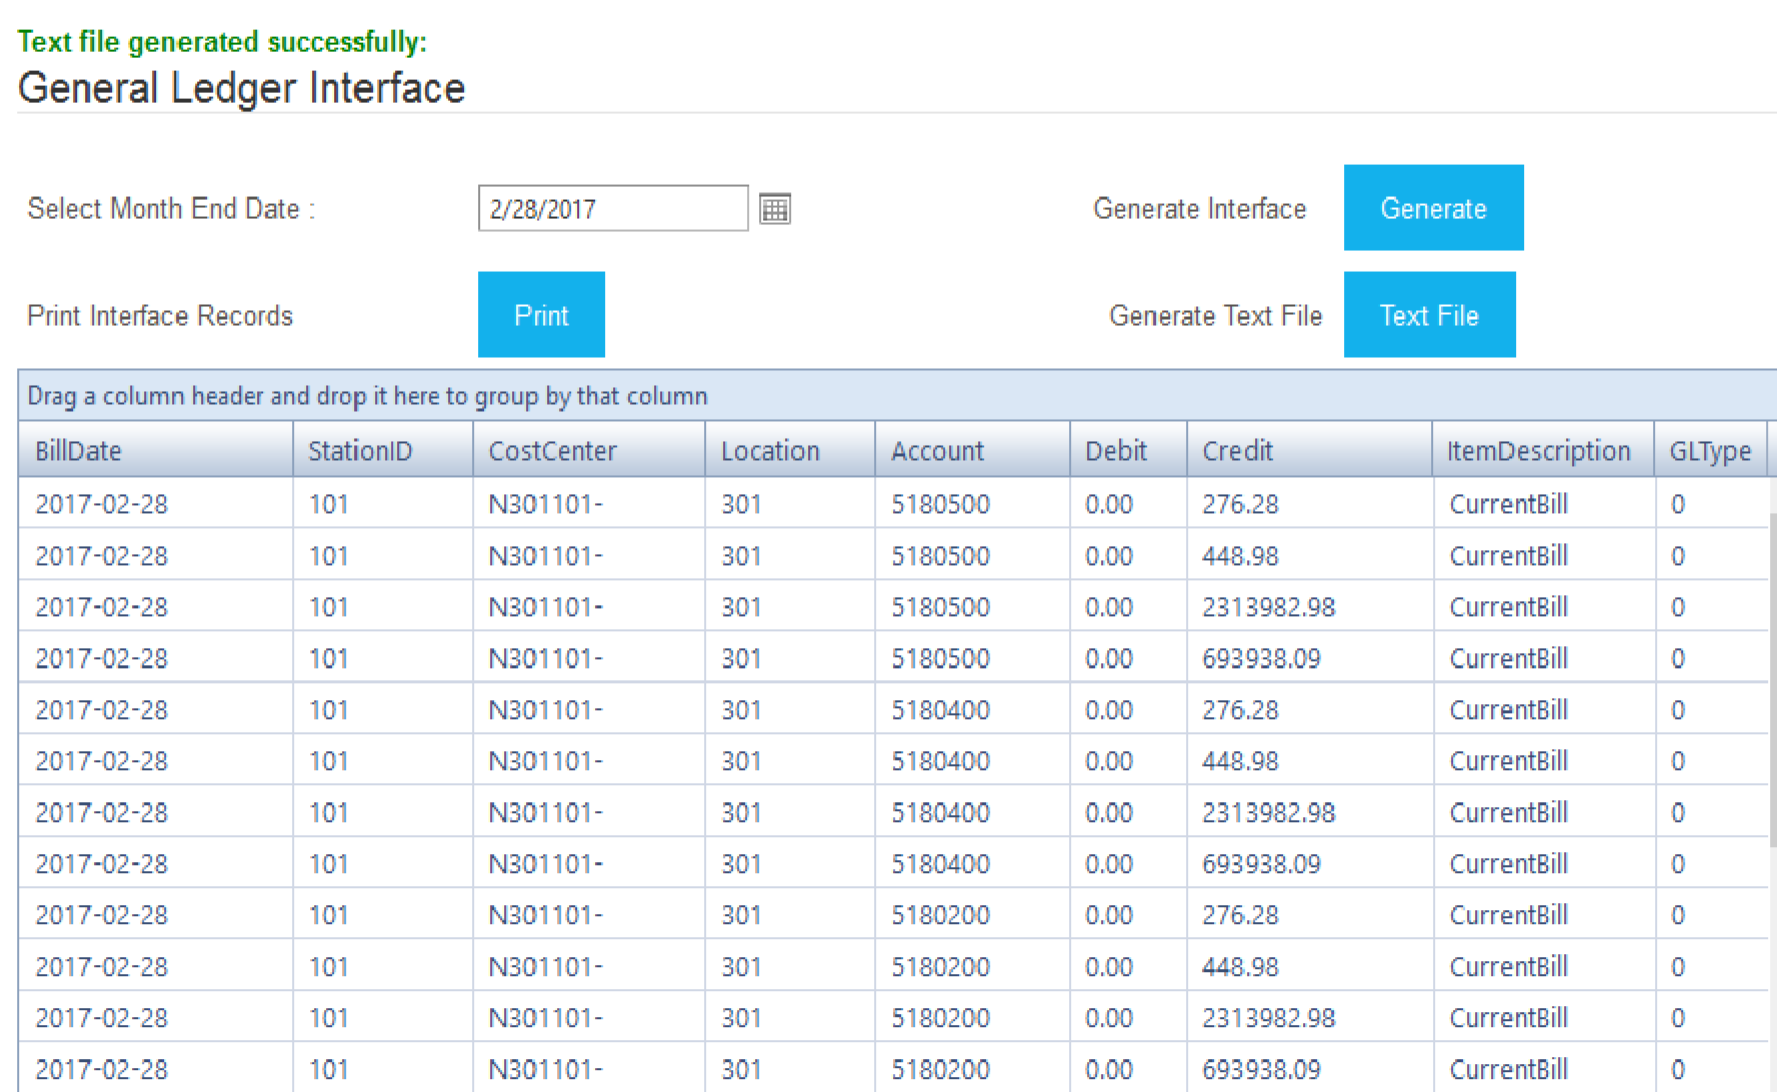 Text file generated successfully:
General Ledger Interface
Select Month End Date : 2/28/2017 Generate Interface Generate
Print Interface Records Print Generate Text File Text File
Drag a column header and drop it here to group by that column
BillDate StationID CostCenter Location Account Debit Credit ItemDescription GLType
2017-02-28 101 N301101- 301 5180500 0.00 276.28 CurrentBill 0
2017-02-28 101 N301101- 301 5180500 0.00 448.98 CurrentBill 0
2017-02-28 101 N301101- 301 5180500 0.00 2313982.98 CurrentBill 0
2017-02-28 101 N301101- 301 5180500 0.00 693938.09 CurrentBill 0
2017-02-28 101 N301101- 301 5180400 0.00 276.28 CurrentBill 0
2017-02-28 101 N301101- 301 5180400 0.00 448.98 CurrentBill 0
2017-02-28 101 N301101- 301 5180400 0.00 2313982.98 CurrentBill 0
2017-02-28 101 N301101- 301 5180400 0.00 693938.09 CurrentBill 0
2017-02-28 101 N301101- 301 5180200 0.00 276.28 CurrentBill 0
2017-02-28 101 N301101- 301 5180200 0.00 448.98 CurrentBill 0
2017-02-28 101 N301101- 301 5180200 0.00 2313982.98 CurrentBill 0
2017-02-28 101 N301101- 301 5180200 0.00 693938.09 CurrentBill 0